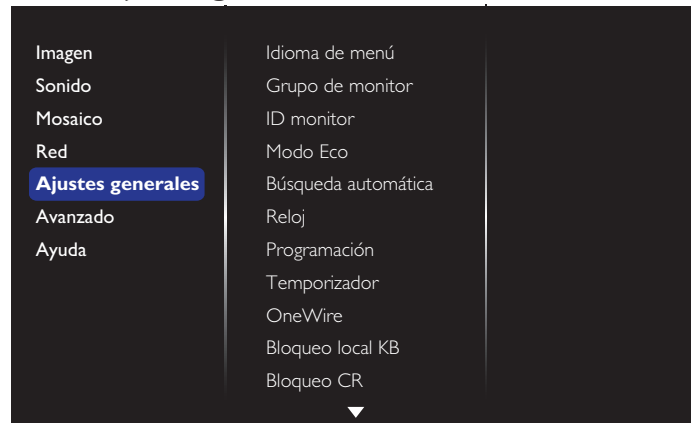 Imagen
Sonido
Mosaico
Red
Ajustes generales
Avanzado
Ayuda
Idioma de menú
Grupo de monitor
ID monitor
Modo Eco
Búsqueda automática
Reloj
Programación
Temporizador
OneWire
Bloqueo local KB
Bloqueo CR